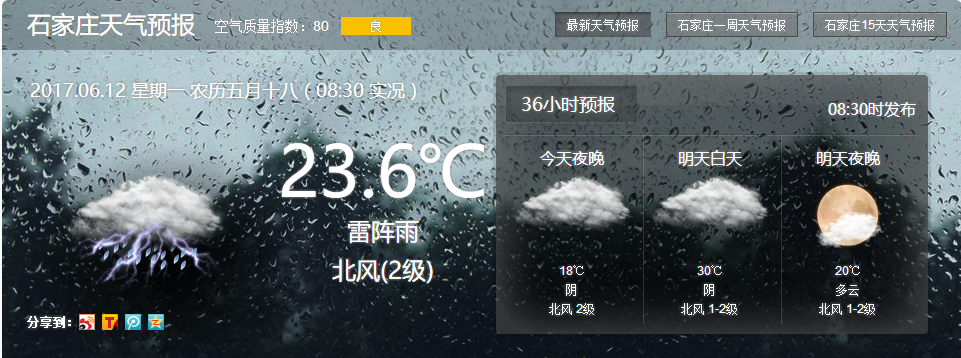 石家庄天气预报 空气质量指数：80 良 最新天气预报 石家庄一周天气预报 石家庄15天天气预报
2017.06.12 星期一 农历五月十八（08:30 实况）
23.6℃
雷阵雨
北风(2级)
36小时预报 08:30时发布
今天夜晚 明天白天 明天夜晚
18℃ 30℃ 20℃
阴 阴 多云
北风 2级 北风 1-2级 北风 1-2级
分享到：